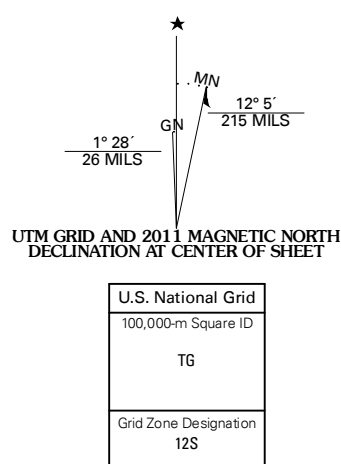 MN
12° 5´
215 MILS
GN
1° 28´
26 MILS
UTM GRID AND 2011 MAGNETIC NORTH
DECLINATION AT CENTER OF SHEET
U.S. National Grid
100,000-m Square ID
TG
Grid Zone Designation
12S